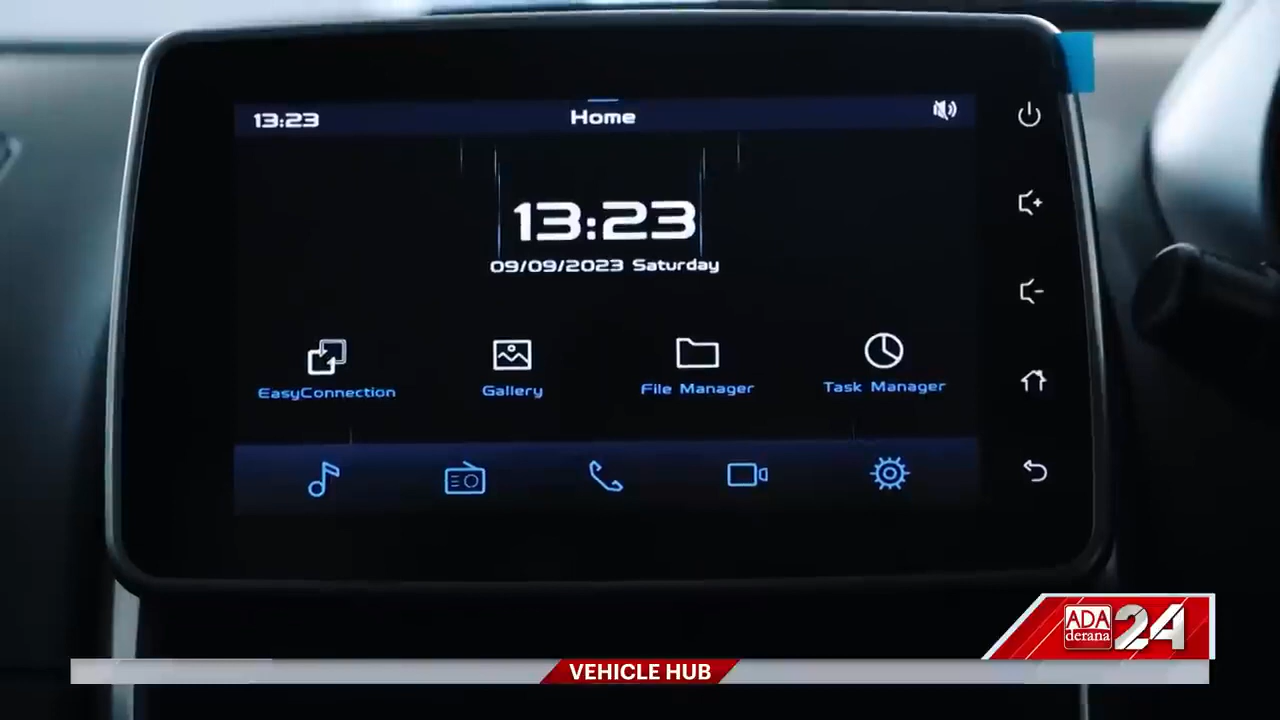 13:23
Home
13:23
09/09/2023 Saturday
EasyConnection
Gallery
File Manager
Task Manager
ADA
derana
24
VEHICLE HUB